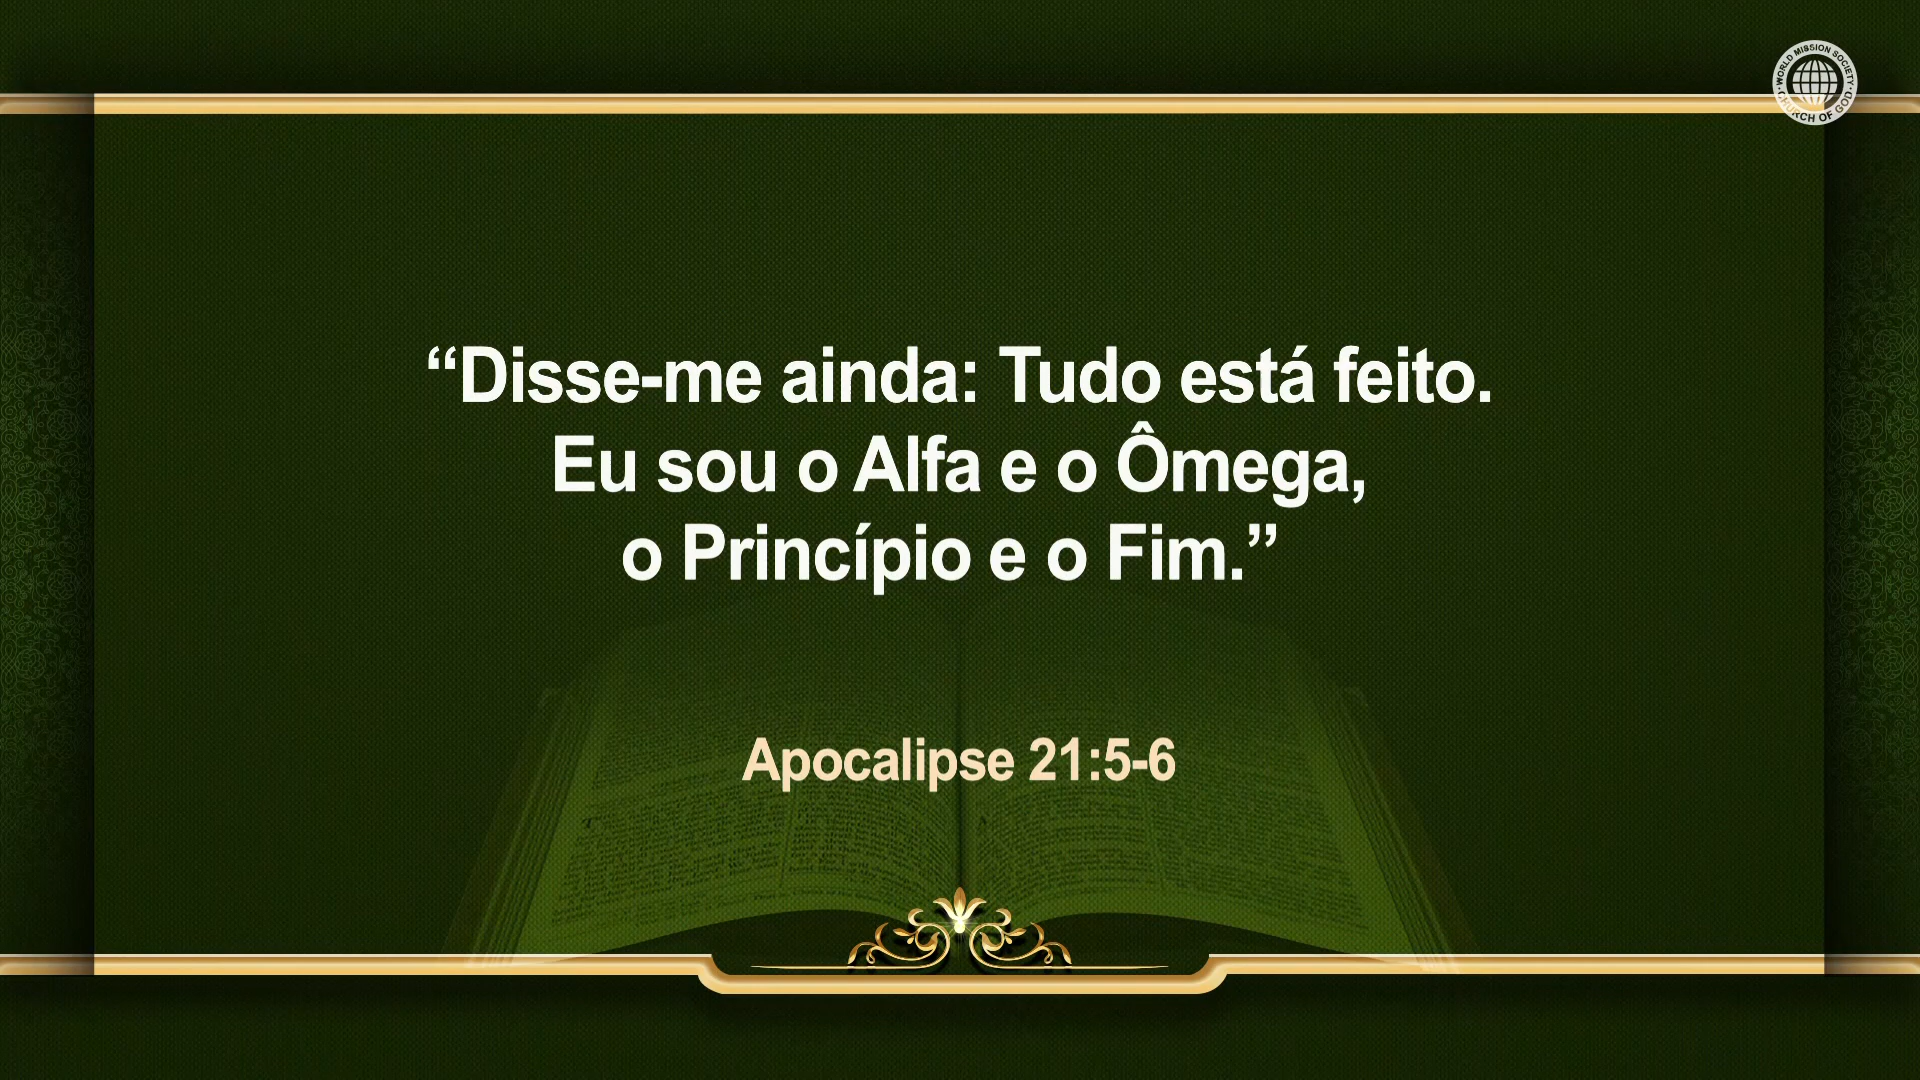 WORLD MISSION SOCIETY
CHURCH OF GOD
“Disse-me ainda: Tudo está feito.
Eu sou o Alfa e o Ômega,
o Princípio e o Fim.”
Apocalipse 21:5-6